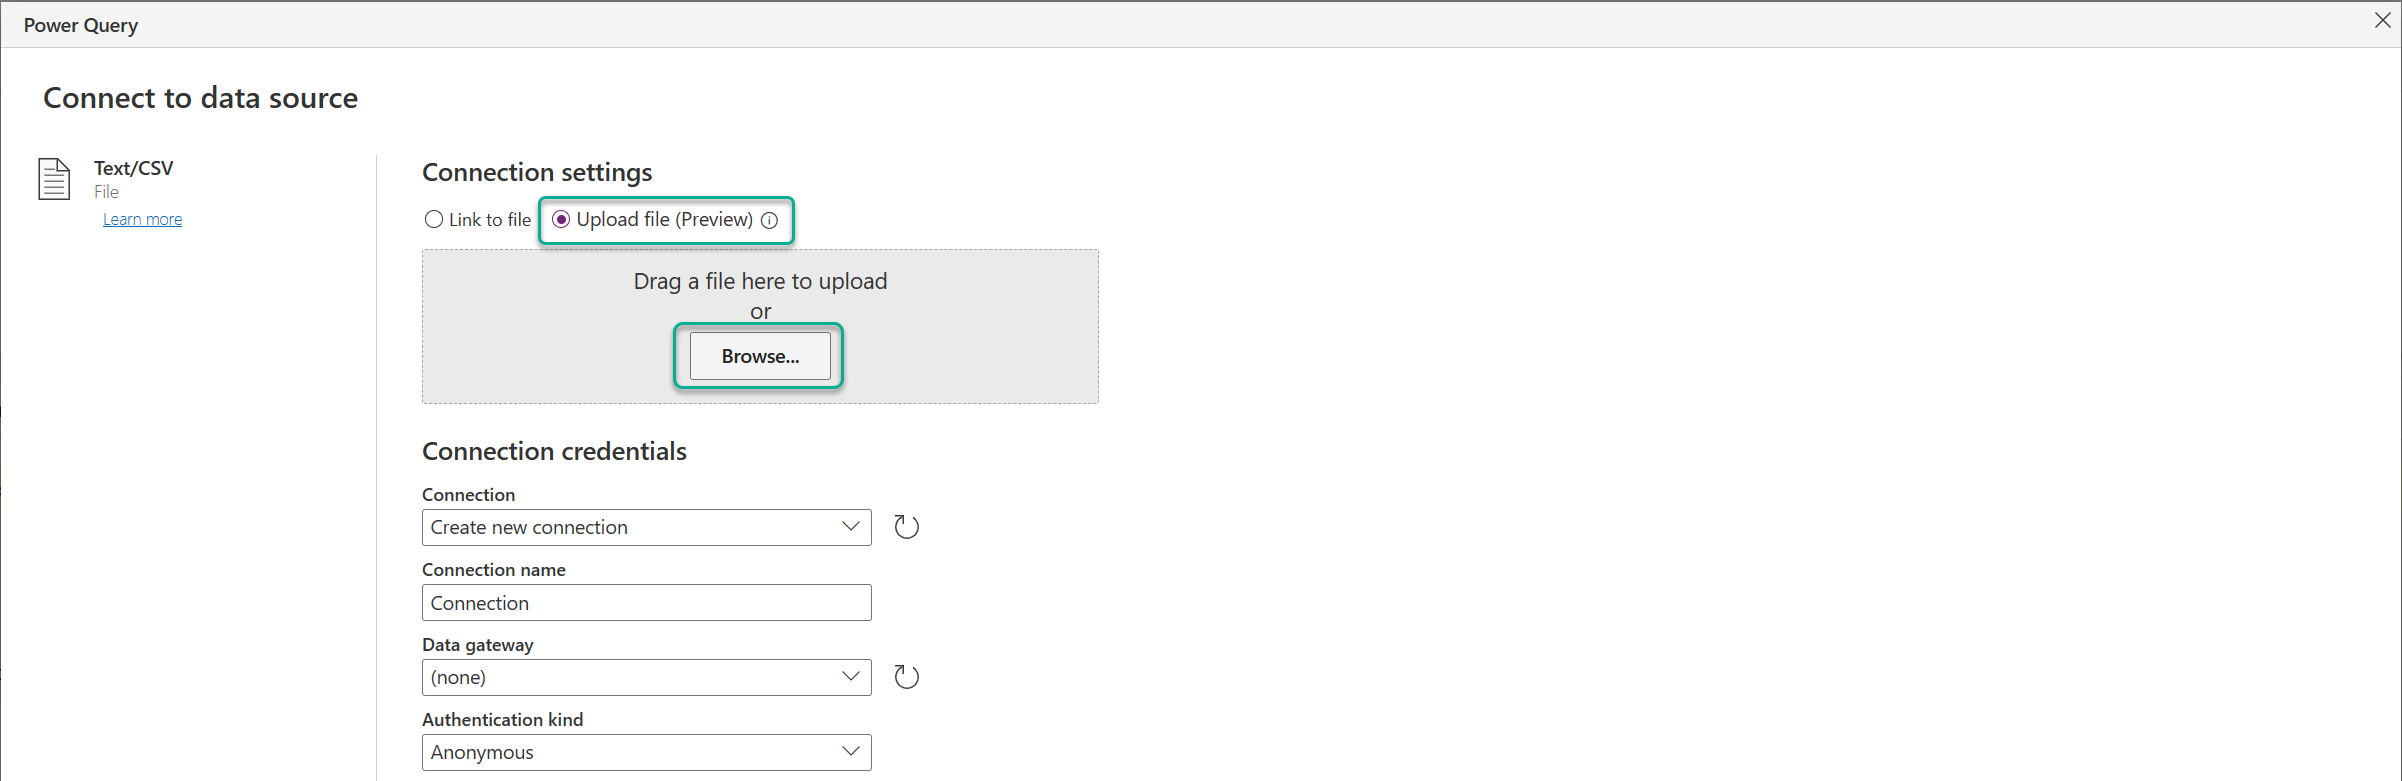 Power Query
Connect to data source
Text/CSV
File
Learn more
Connection settings
Link to file
Upload file (Preview)
Drag a file here to upload
or
Browse...
Connection credentials
Connection
Create new connection
Connection name
Connection
Data gateway
(none)
Authentication kind
Anonymous